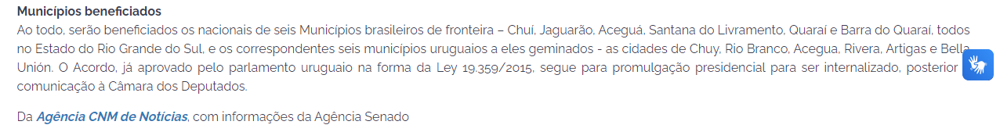 Municípios beneficiados
Ao todo, serão beneficiados os nacionais de seis Municípios brasileiros de fronteira – Chuí, Jaguarão, Aceguá, Santana do Livramento, Quaraí e Barra do Quaraí, todos
no Estado do Rio Grande do Sul, e os correspondentes seis municípios uruguaios a eles geminados - as cidades de Chuy, Rio Branco, Acegua, Rivera, Artigas e Bella
Unión. O Acordo, já aprovado pelo parlamento uruguaio na forma da Ley 19.359/2015, segue para promulgação presidencial para ser internalizado, posterior
comunicação à Câmara dos Deputados.
Da Agência CNM de Notícias, com informações da Agência Senado